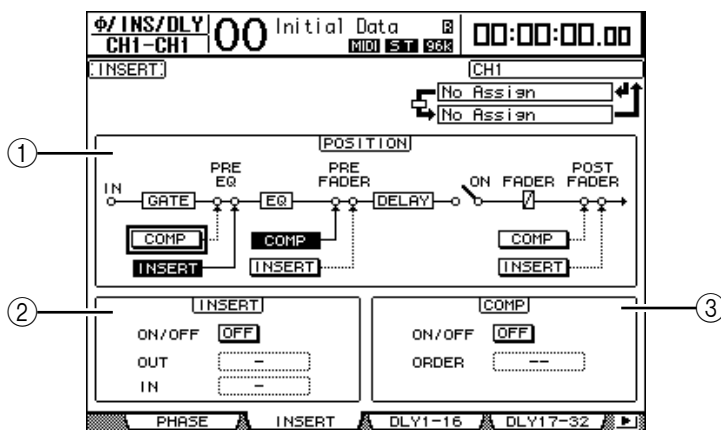 Φ/INS/DLY
CH1-CH1
00 Initial Data
MIDI ST 96K
00:00:00.00
INSERT
CH1
No Assign
No Assign
1
POSITION
PRE EQ
PRE FADER
POST FADER
IN
GATE
EQ
DELAY
ON
FADER
COMP
COMP
COMP
INSERT
INSERT
INSERT
2
INSERT
ON/OFF OFF
OUT -
IN -
COMP
3
ON/OFF OFF
ORDER --
PHASE
INSERT
DLY1-16
DLY17-32